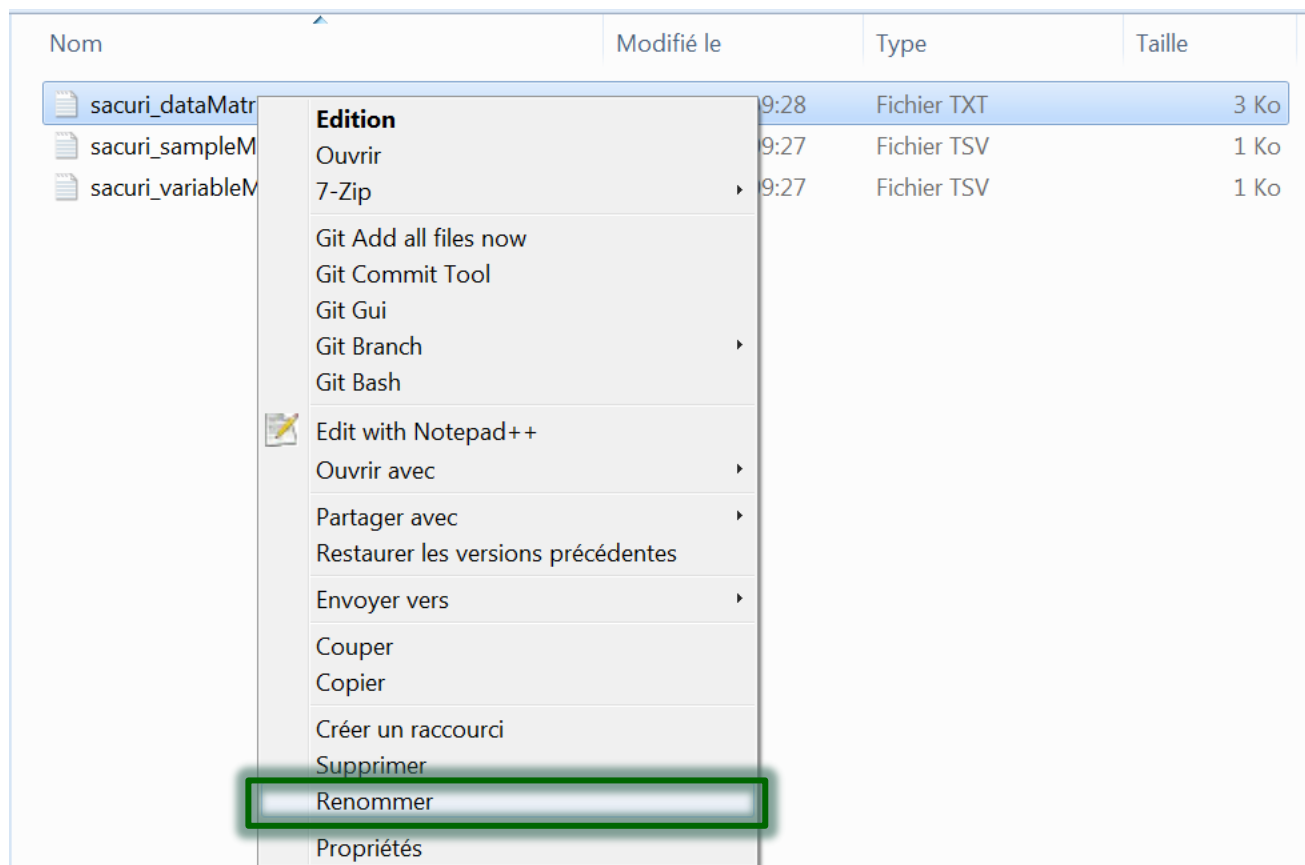 Nom Modifié le Type Taille
sacuri_dataMatr 9:28 Fichier TXT 3 Ko
sacuri_sampleM 9:27 Fichier TSV 1 Ko
sacuri_variableM 9:27 Fichier TSV 1 Ko
Edition
Ouvrir
7-Zip
Git Add all files now
Git Commit Tool
Git Gui
Git Branch
Git Bash
Edit with Notepad++
Ouvrir avec
Partager avec
Restaurer les versions précédentes
Envoyer vers
Couper
Copier
Créer un raccourci
Supprimer
Renommer
Propriétés